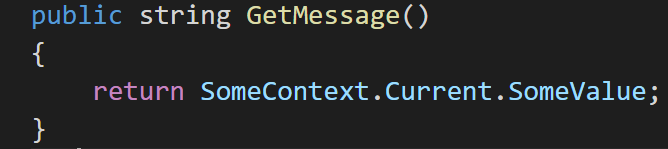 public string GetMessage()
{
return SomeContext.Current.SomeValue;
}